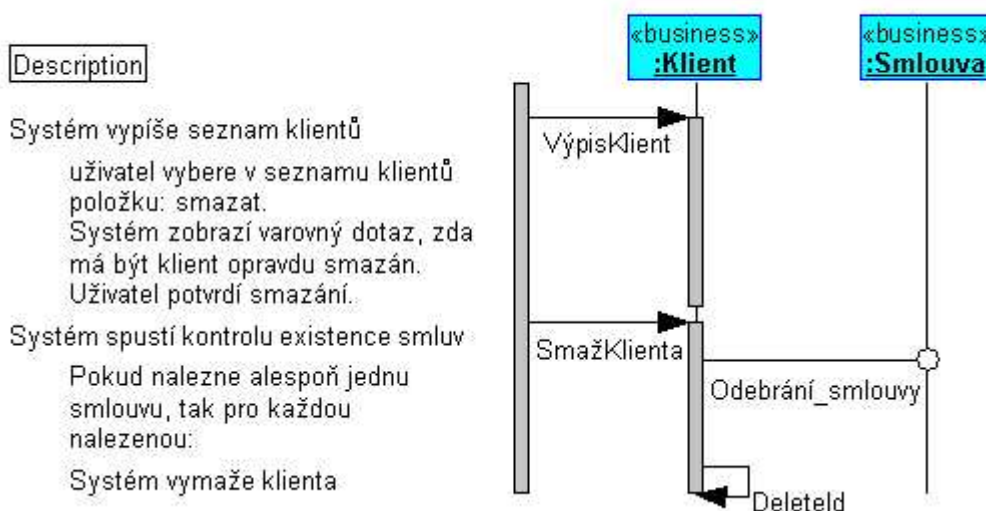 «business»
:Klient
«business»
:Smlouva
Description
Systém vypíše seznam klientů
uživatel vybere v seznamu klientů
položku: smazat.
Systém zobrazí varovný dotaz, zda
má být klient opravdu smazán.
Uživatel potvrdí smazání.
Systém spustí kontrolu existence smluv
Pokud nalezne alespoň jednu
smlouvu, tak pro každou
nalezenou:
Systém vymaže klienta
VýpisKlient
SmažKlienta
Odebrání_smlouvy
DeleteId